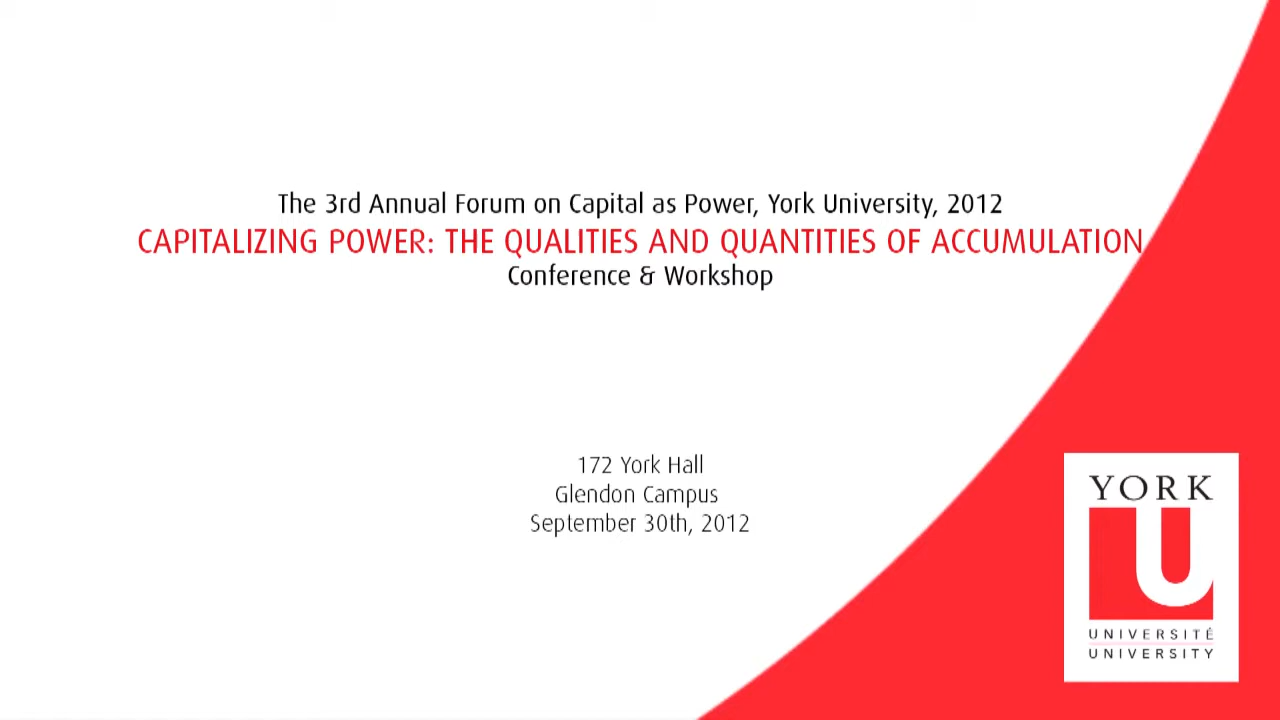 The 3rd Annual Forum on Capital as Power, York University, 2012
CAPITALIZING POWER: THE QUALITIES AND QUANTITIES OF ACCUMULATION
Conference & Workshop
172 York Hall
Glendon Campus
September 30th, 2012
YORK
U
UNIVERSITÉ
UNIVERSITY